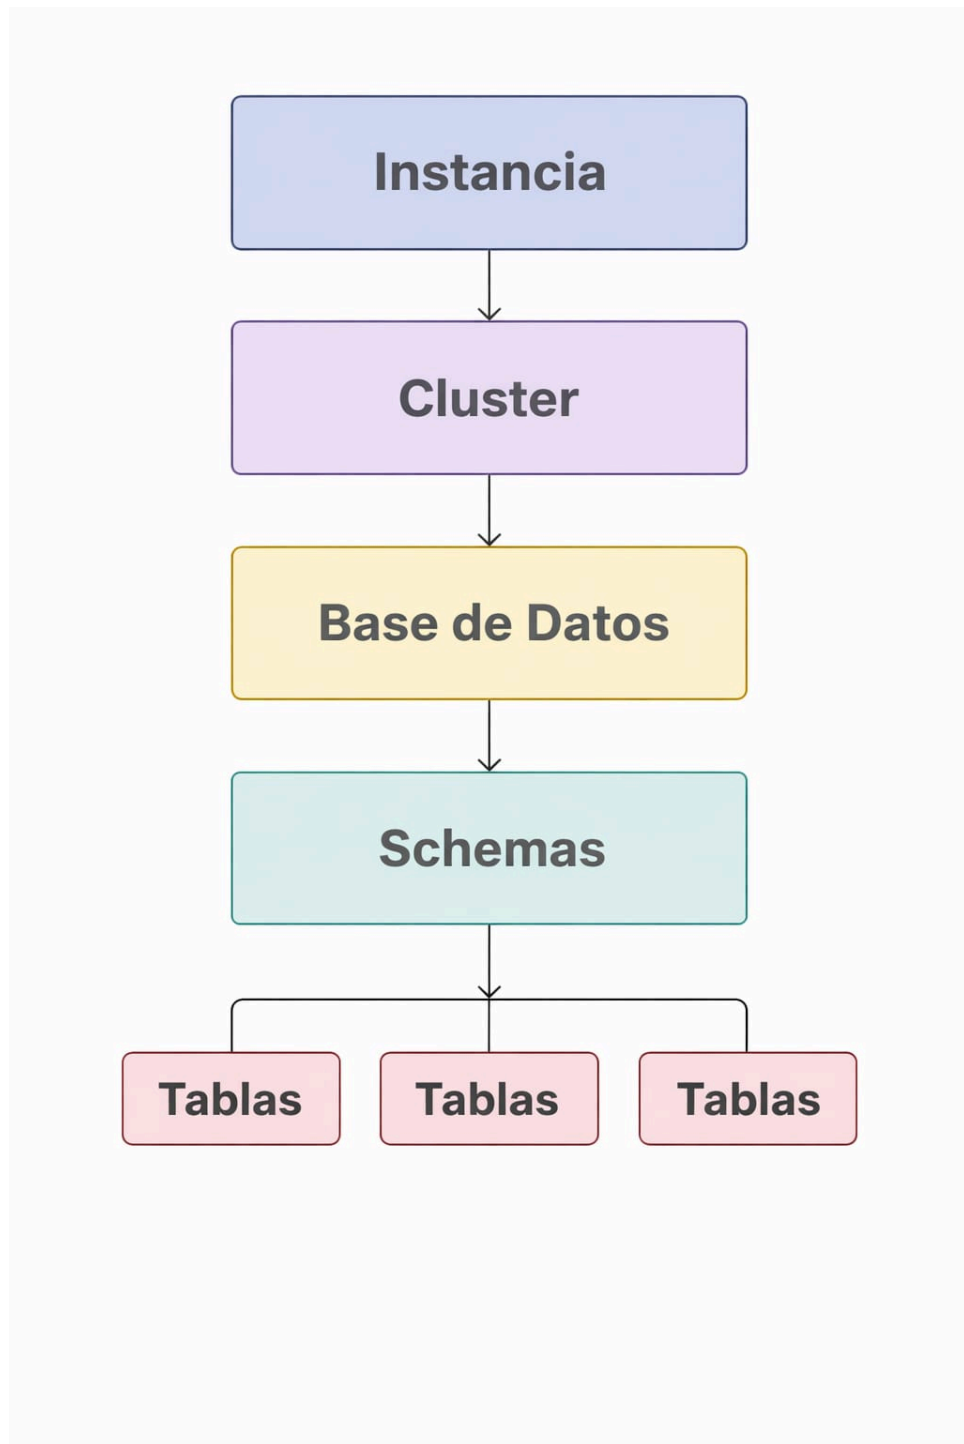 Instancia
Cluster
Base de Datos
Schemas
Tablas
Tablas
Tablas